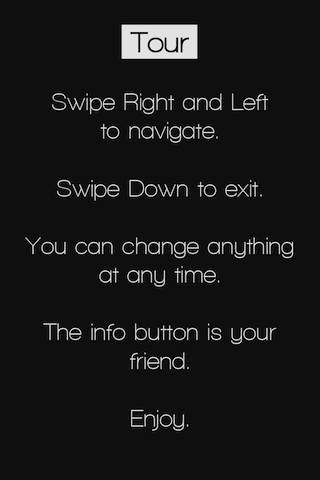 Tour
Swipe Right and Left
to navigate.
Swipe Down to exit.
You can change anything
at any time.
The info button is your
friend.
Enjoy.